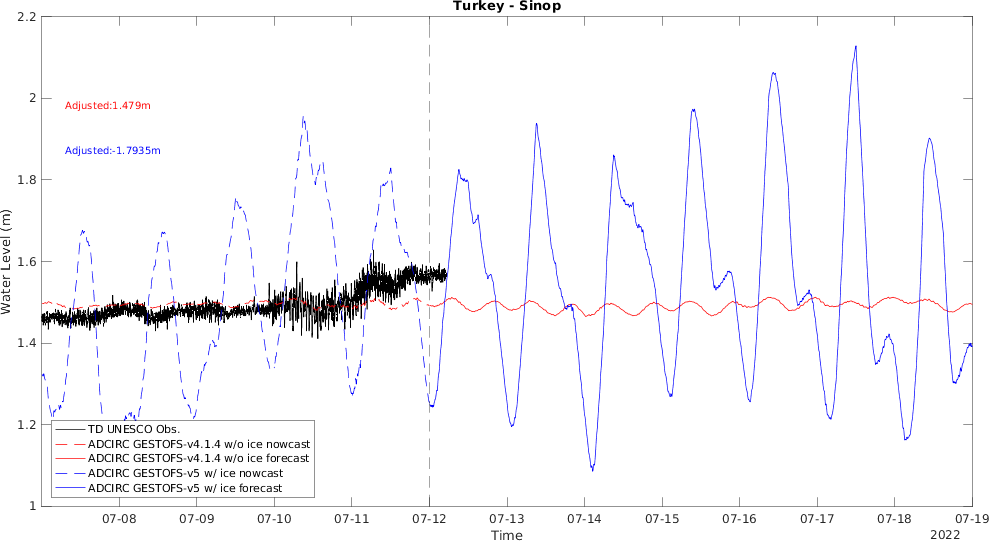 Turkey - Sinop
2.2
2
1.8
1.6
1.4
1.2
1
Water Level (m)
Adjusted:1.479m
Adjusted:-1.7935m
TD UNESCO Obs.
ADCIRC GESTOFS-v4.1.4 w/o ice nowcast
ADCIRC GESTOFS-v4.1.4 w/o ice forecast
ADCIRC GESTOFS-v5 w/ ice nowcast
ADCIRC GESTOFS-v5 w/ ice forecast
07-08 07-09 07-10 07-11 07-12 07-13 07-14 07-15 07-16 07-17 07-18 07-19
Time
2022